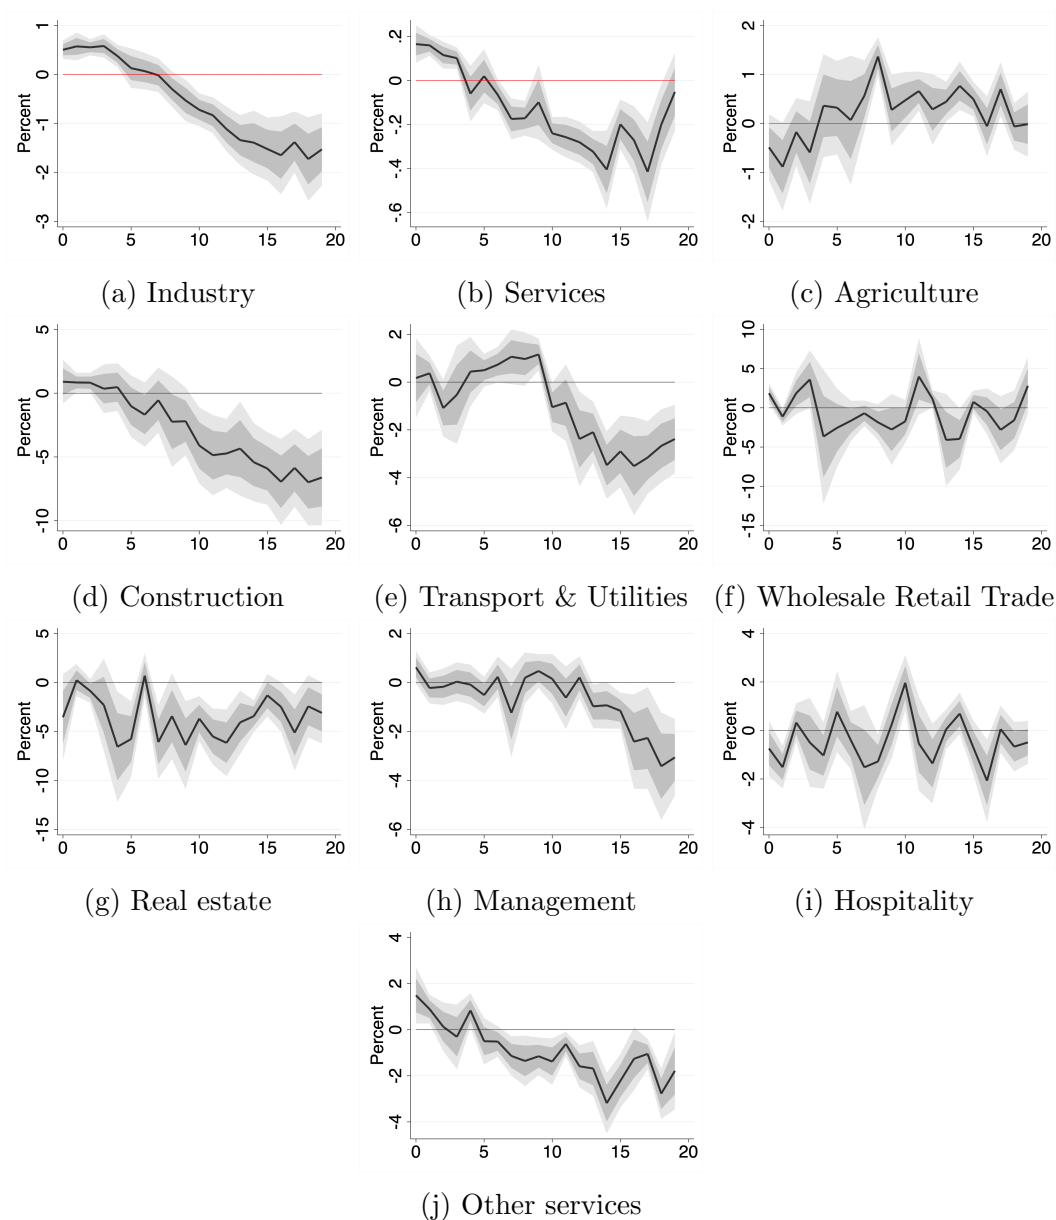 Percent
1
0
-1
-2
-3
0 5 10 15 20
(a) Industry
Percent
.2
0
-.2
-.4
-.6
0 5 10 15 20
(b) Services
Percent
2
1
0
-1
-2
0 5 10 15 20
(c) Agriculture
Percent
5
0
-5
-10
0 5 10 15 20
(d) Construction
Percent
2
0
-2
-4
-6
0 5 10 15 20
(e) Transport & Utilities
Percent
10
5
0
-5
-10
-15
0 5 10 15 20
(f) Wholesale Retail Trade
Percent
5
0
-5
-10
-15
0 5 10 15 20
(g) Real estate
Percent
2
0
-2
-4
-6
0 5 10 15 20
(h) Management
Percent
4
2
0
-2
-4
0 5 10 15 20
(i) Hospitality
Percent
4
2
0
-2
-4
0 5 10 15 20
(j) Other services